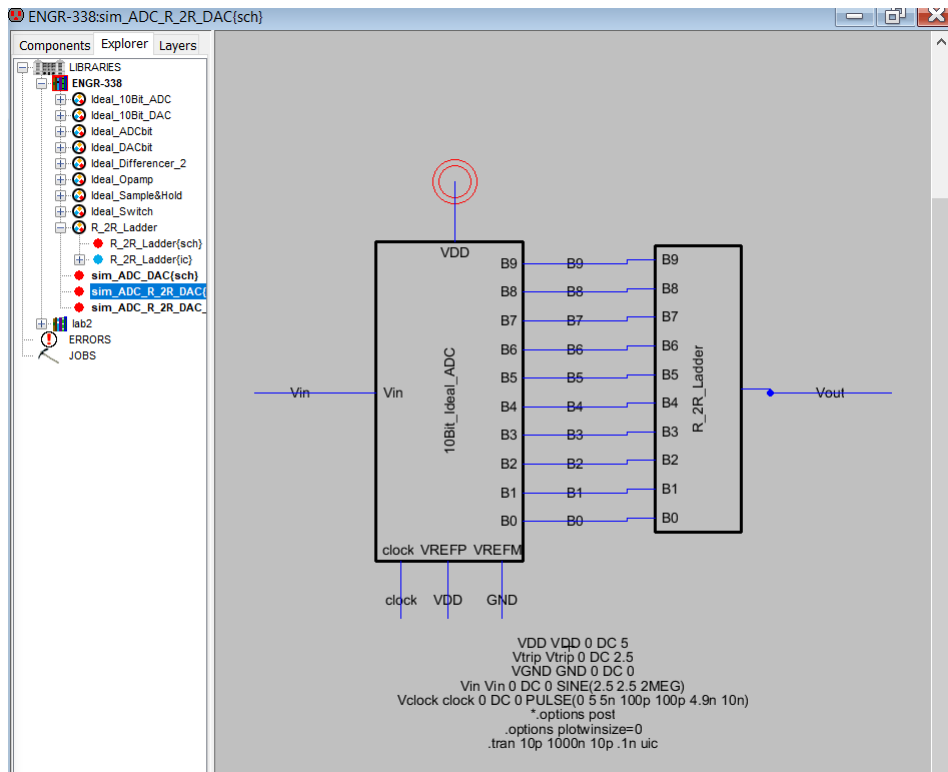 ENGR-338:sim_ADC_R_2R_DAC{sch}
Components Explorer Layers
LIBRARIES
ENGR-338
Ideal_10Bit_ADC
Ideal_10Bit_DAC
Ideal_ADCbit
Ideal_DACbit
Ideal_Differencer_2
Ideal_Opamp
Ideal_Sample&Hold
Ideal_Switch
R_2R_Ladder
R_2R_Ladder{sch}
R_2R_Ladder{ic}
sim_ADC_DAC{sch}
sim_ADC_R_2R_DAC{
sim_ADC_R_2R_DAC_
lab2
ERRORS
JOBS
VDD
B9 B9 B9
B8 B8 B8
B7 B7 B7
B6 B6 B6
B5 B5 B5
B4 B4 B4
B3 B3 B3
B2 B2 B2
B1 B1 B1
B0 B0 B0
Vin Vin
10Bit_Ideal_ADC
R_2R_Ladder
Vout
clock VREFP VREFM
clock VDD GND
VDD VDD 0 DC 5
Vtrip Vtrip 0 DC 2.5
VGND GND 0 DC 0
Vin Vin 0 DC 0 SINE(2.5 2.5 2MEG)
Vclock clock 0 DC 0 PULSE(0 5 5n 100p 100p 4.9n 10n)
*.options post
.options plotwinsize=0
.tran 10p 1000n 10p .1n uic